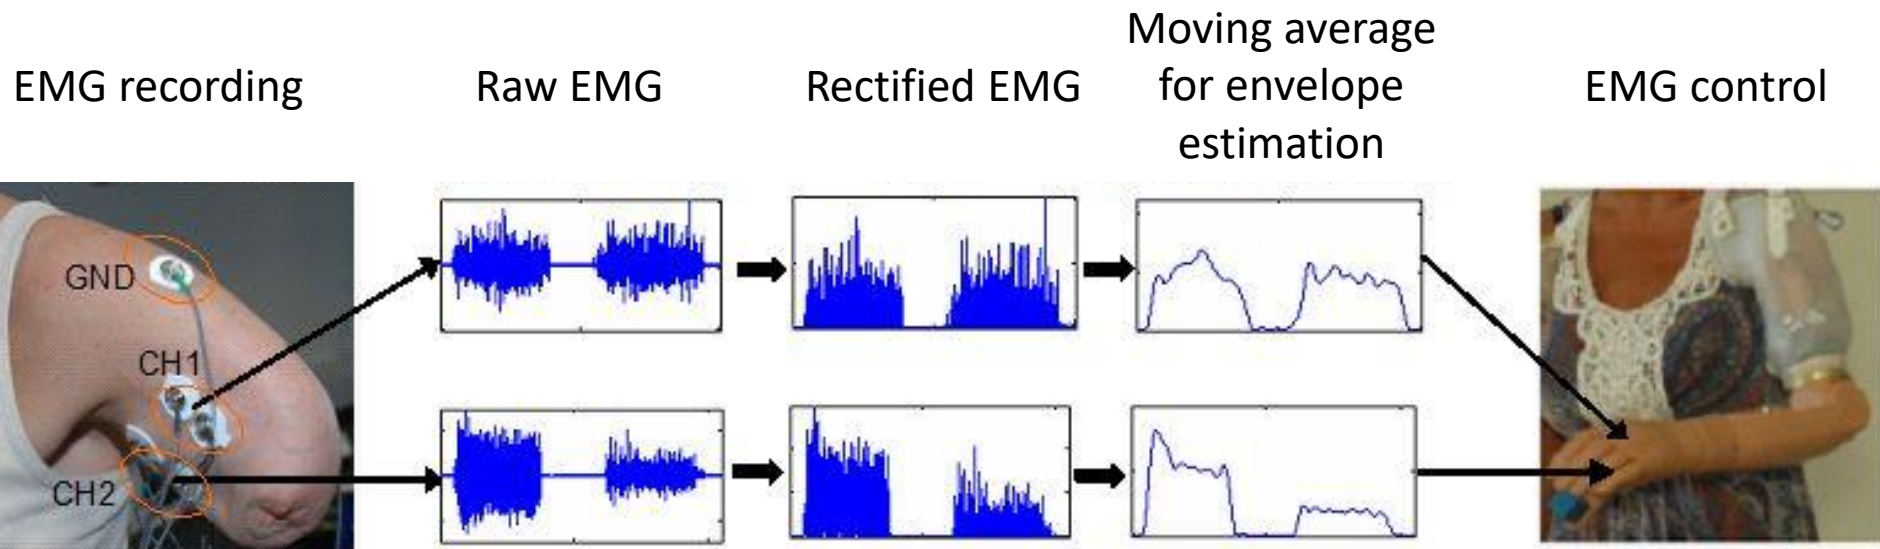 EMG recording
Raw EMG
Rectified EMG
Moving average
for envelope
estimation
EMG control
GND
CH1
CH2